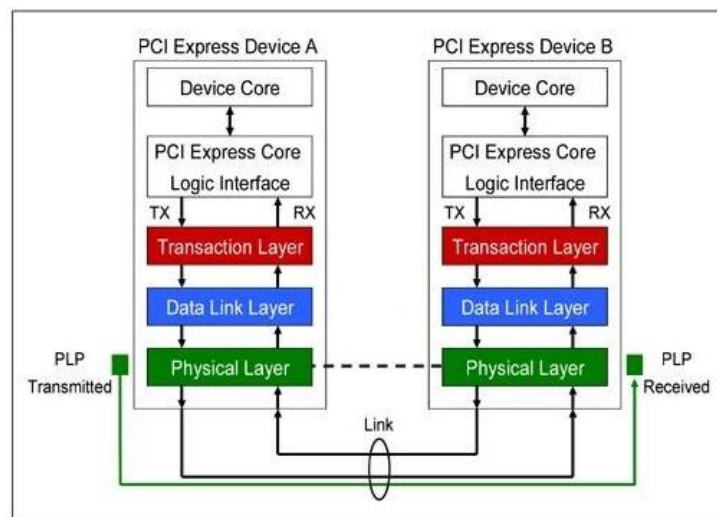 PCI Express Device A
Device Core
PCI Express Core
Logic Interface
TX
RX
Transaction Layer
Data Link Layer
Physical Layer
PLP
Transmitted
PCI Express Device B
Device Core
PCI Express Core
Logic Interface
TX
RX
Transaction Layer
Data Link Layer
Physical Layer
PLP
Received
Link